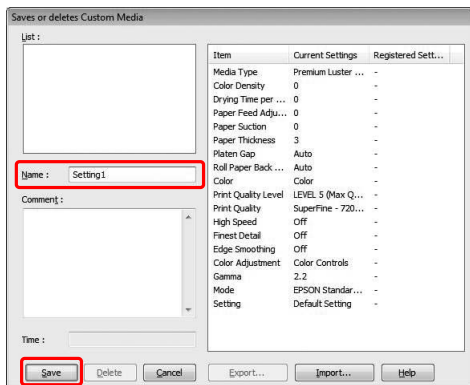 Saves or deletes Custom Media
List :
Name : Setting1
Comment :
Time :
Item Current Settings Registered Sett...
Media Type Premium Luster ... -
Color Density 0 -
Drying Time per ... 0 -
Paper Feed Adju... 0 -
Paper Suction 0 -
Paper Thickness 3 -
Platen Gap Auto -
Roll Paper Back ... Auto -
Color Color -
Print Quality Level LEVEL 5 (Max Q... -
Print Quality SuperFine - 720... -
High Speed Off -
Finest Detail Off -
Edge Smoothing Off -
Color Adjustment Color Controls -
Gamma 2.2 -
Mode EPSON Standar... -
Setting Default Setting -
Save Delete Cancel Export... Import... Help